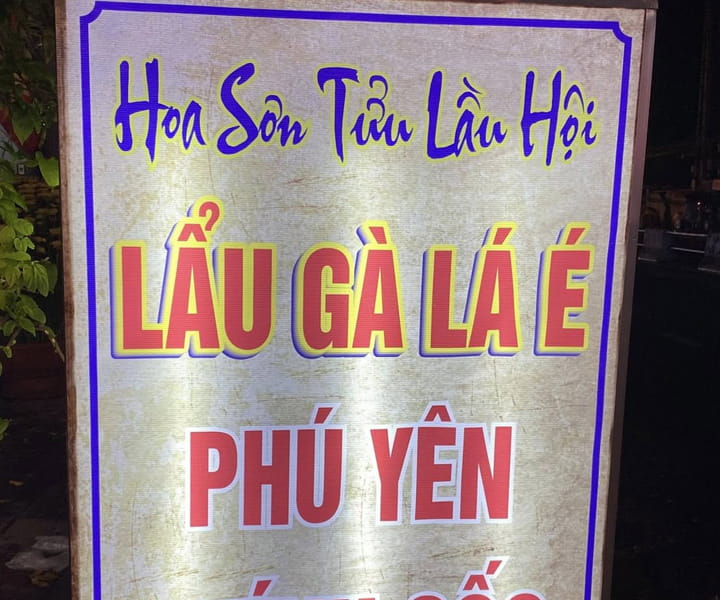 Hoa Sơn Tửu Lầu Hội
LẨU GÀ LÁ É
PHÚ YÊN